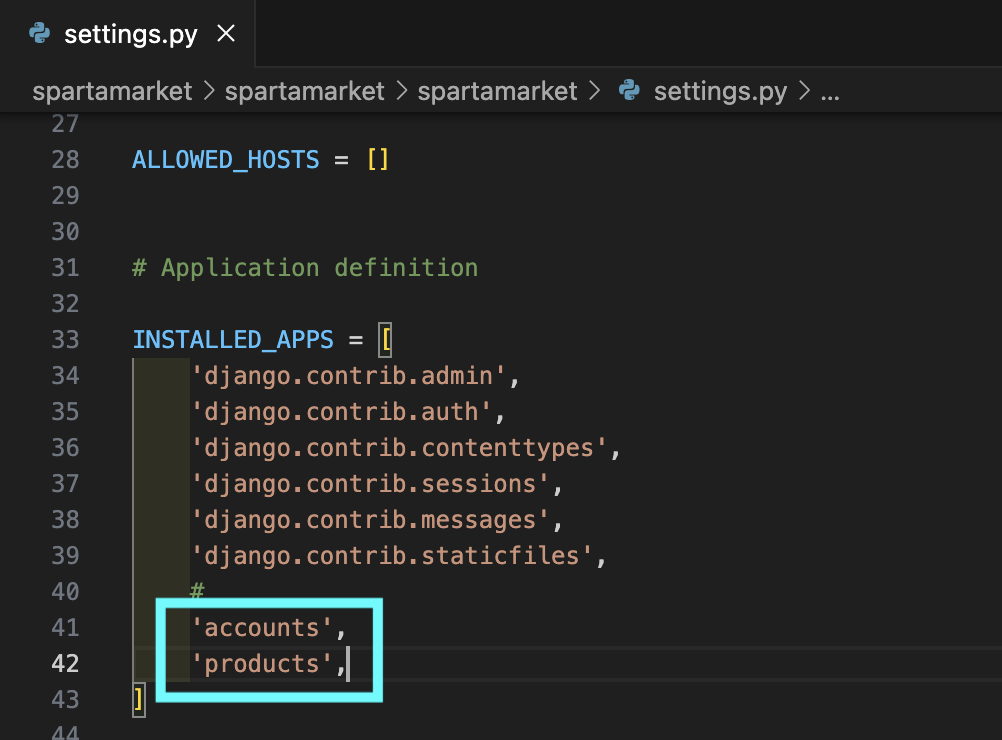 settings.py
spartamarket > spartamarket > spartamarket > settings.py > ...
27
28 ALLOWED_HOSTS = []
29
30
31 # Application definition
32
33 INSTALLED_APPS = [
34     'django.contrib.admin',
35     'django.contrib.auth',
36     'django.contrib.contenttypes',
37     'django.contrib.sessions',
38     'django.contrib.messages',
39     'django.contrib.staticfiles',
40     #
41     'accounts',
42     'products',
43 ]
44